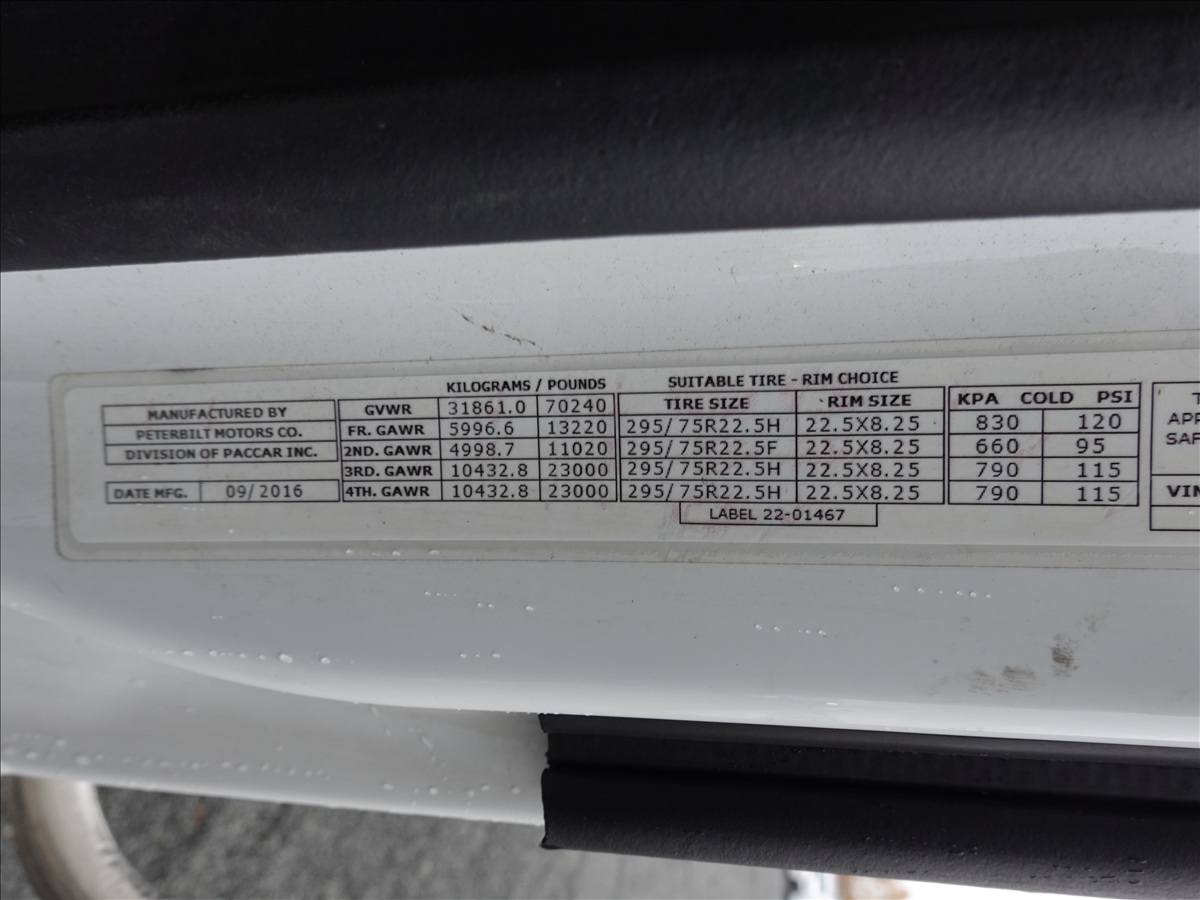 MANUFACTURED BY
PETERBILT MOTORS CO.
DIVISION OF PACCAR INC.
DATE MFG. 09/2016
KILOGRAMS / POUNDS
GVWR 31861.0 70240
FR. GAWR 5996.6 13220
2ND. GAWR 4998.7 11020
3RD. GAWR 10432.8 23000
4TH. GAWR 10432.8 23000
SUITABLE TIRE - RIM CHOICE
TIRE SIZE RIM SIZE
295/75R22.5H 22.5X8.25
295/75R22.5F 22.5X8.25
295/75R22.5H 22.5X8.25
295/75R22.5H 22.5X8.25
LABEL 22-01467
KPA COLD PSI
830 120
660 95
790 115
790 115
VIN